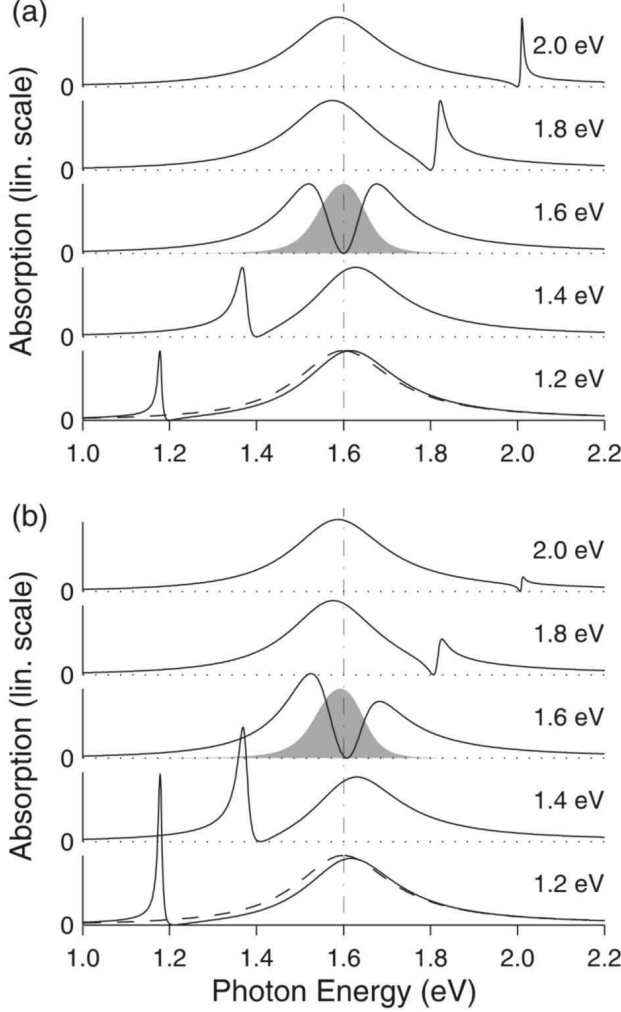 (a)
Absorption (lin. scale)
0
2.0 eV
0
1.8 eV
0
1.6 eV
0
1.4 eV
0
1.2 eV
1.0 1.2 1.4 1.6 1.8 2.0 2.2
(b)
Absorption (lin. scale)
0
2.0 eV
0
1.8 eV
0
1.6 eV
0
1.4 eV
0
1.2 eV
1.0 1.2 1.4 1.6 1.8 2.0 2.2
Photon Energy (eV)